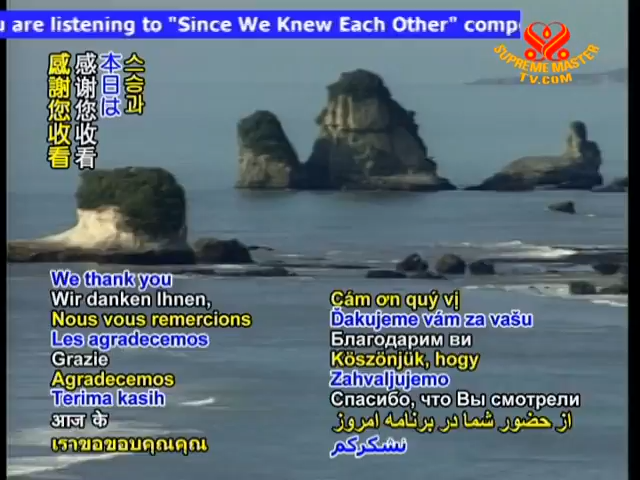 u are listening to "Since We Knew Each Other" compo
SUPREME MASTER
TV.COM
感謝您收看
感谢您收看
本日は
스승과
We thank you
Wir danken Ihnen,
Nous vous remercions
Les agradecemos
Grazie
Agradecemos
Terima kasih
आज के
เราขอขอบคุณคุณ
Cám ơn quý vị
Ďakujeme vám za vašu
Благодарим ви
Köszönjük, hogy
Zahvaljujemo
Спасибо, что Вы смотрели
از حضور شما در برنامه امروز
نشكركم